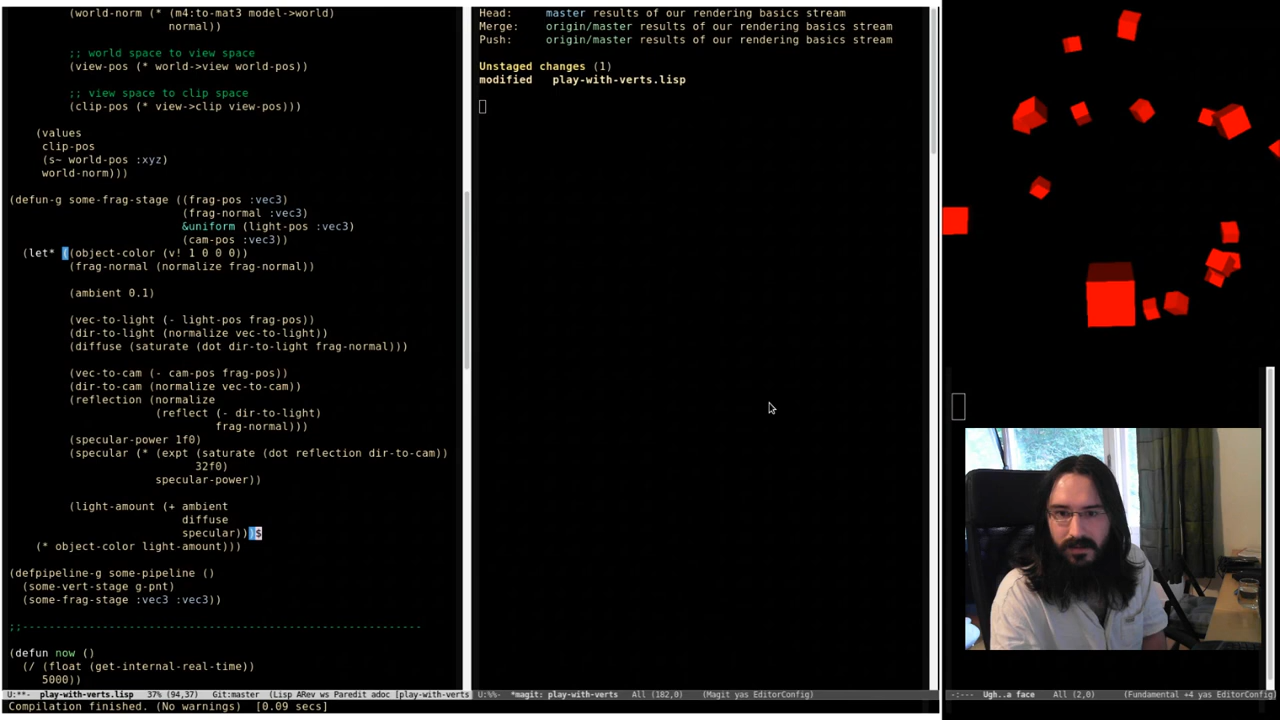 (world-norm (* (m4:to-mat3 model->world)
normal))
;; world space to view space
(view-pos (* world->view world-pos))
;; view space to clip space
(clip-pos (* view->clip view-pos)))
(values
clip-pos
(s~ world-pos :xyz)
world-norm)))
(defun-g some-frag-stage ((frag-pos :vec3)
(frag-normal :vec3)
&uniform (light-pos :vec3)
(cam-pos :vec3))
(let* ((object-color (v! 1 0 0 0))
(frag-normal (normalize frag-normal))
(ambient 0.1)
(vec-to-light (- light-pos frag-pos))
(dir-to-light (normalize vec-to-light))
(diffuse (saturate (dot dir-to-light frag-normal)))
(vec-to-cam (- cam-pos frag-pos))
(dir-to-cam (normalize vec-to-cam))
(reflection (normalize
(reflect (- dir-to-light)
frag-normal)))
(specular-power 1f0)
(specular (* (expt (saturate (dot reflection dir-to-cam))
32f0)
specular-power))
(light-amount (+ ambient
diffuse
specular)))$
(* object-color light-amount)))
(defpipeline-g some-pipeline ()
(some-vert-stage g-pnt)
(some-frag-stage :vec3 :vec3))
;;------------------------------------------------------------
(defun now ()
(/ (float (get-internal-real-time))
5000))
U:**- play-with-verts.lisp 37% (94,37) Git:master (Lisp ARev ws Paredit adoc [play-with-verts
Compilation finished. (No warnings) [0.09 secs]
Head: master results of our rendering basics stream
Merge: origin/master results of our rendering basics stream
Push: origin/master results of our rendering basics stream
Unstaged changes (1)
modified play-with-verts.lisp
U:%%- *magit: play-with-verts All (182,0) (Magit yas EditorConfig)
-:--- Ugh..a face All (2,0) (Fundamental +4 yas EditorConfig)